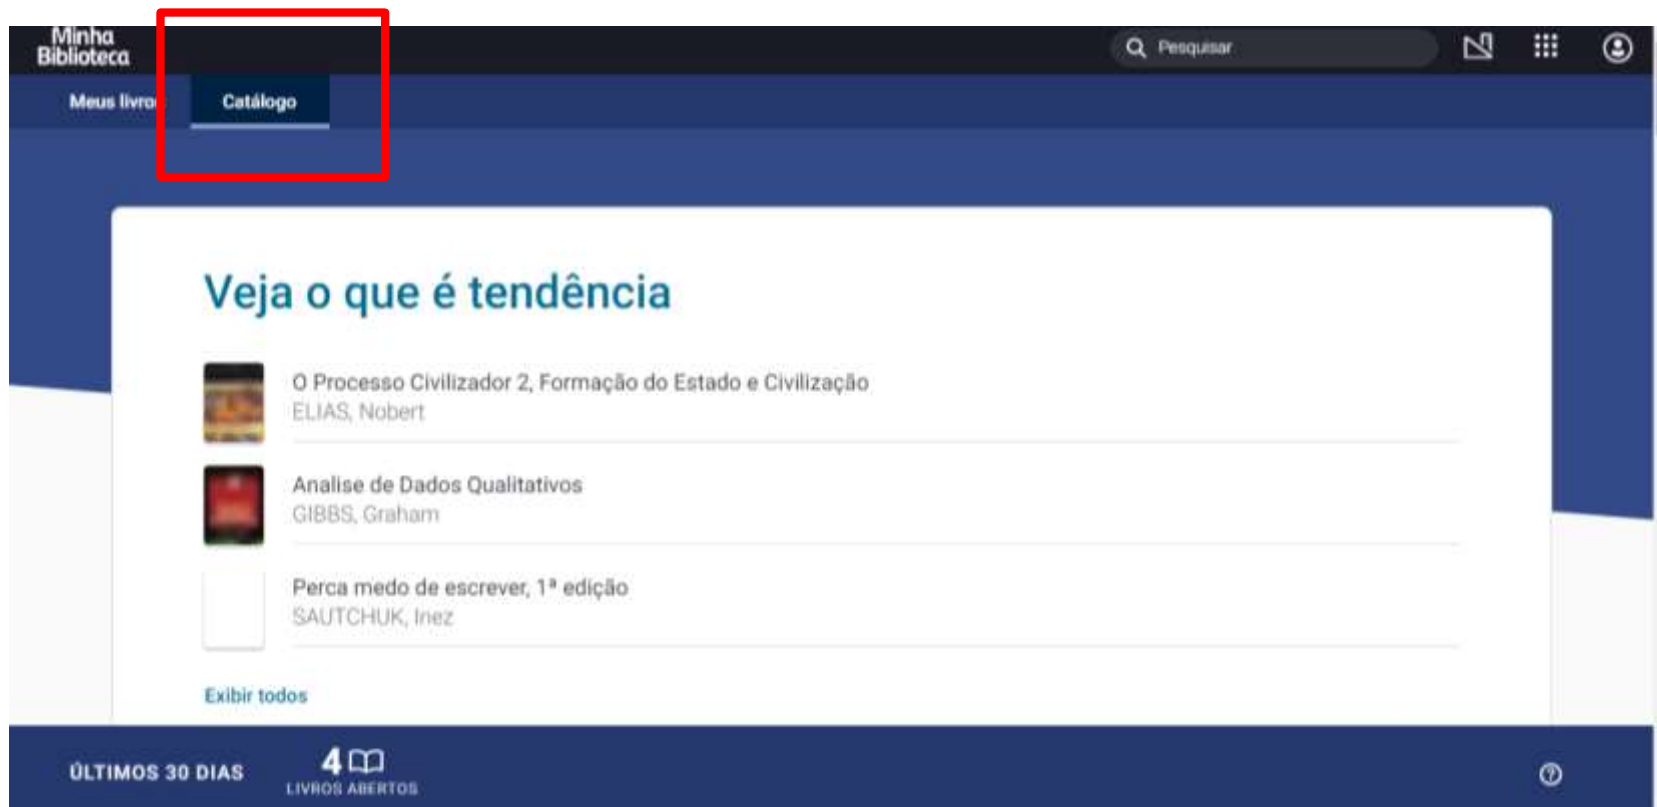 Minha
Biblioteca
Pesquisar
Meus livro
Catálogo
Veja o que é tendência
O Processo Civilizador 2, Formação do Estado e Civilização
ELIAS, Nobert
Analise de Dados Qualitativos
GIBBS, Graham
Perca medo de escrever, 1ª edição
SAUTCHUK, Inez
Exibir todos
ÚLTIMOS 30 DIAS
4
LIVROS ABERTOS